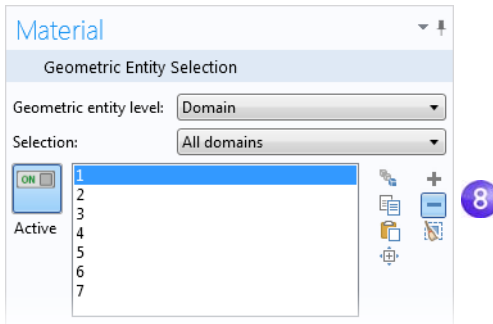 Material
Geometric Entity Selection
Geometric entity level: Domain
Selection: All domains
ON
Active
1
2
3
4
5
6
7
8